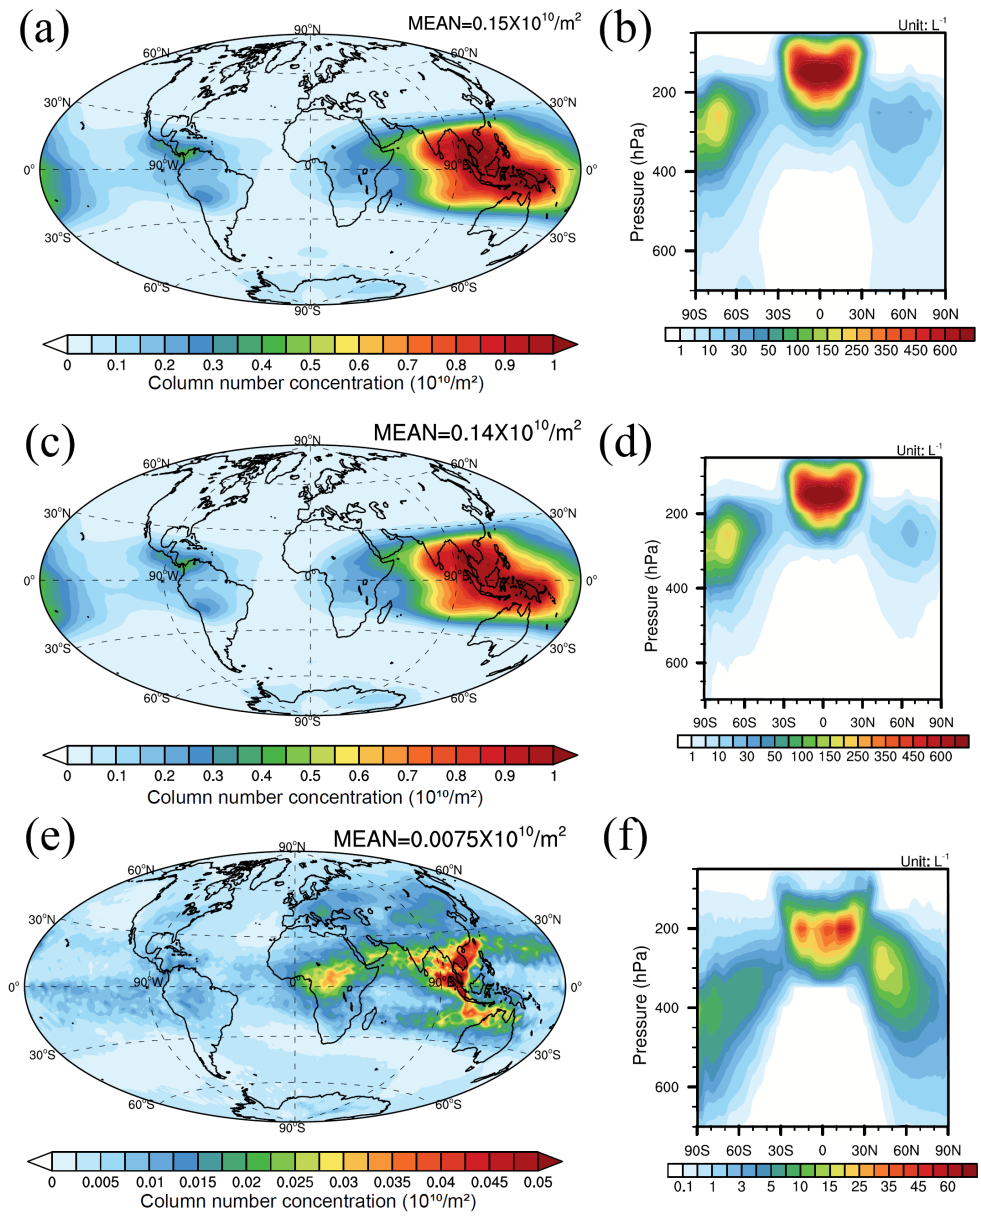 (a)
MEAN=0.15X10¹⁰/m²
90°N
60°N
60°N
30°N
30°N
0°
90°W
0°
90°E
0°
30°S
30°S
60°S
60°S
90°S
0 0.1 0.2 0.3 0.4 0.5 0.6 0.7 0.8 0.9 1
Column number concentration (10¹⁰/m²)
(b)
Unit: L⁻¹
Pressure (hPa)
200
400
600
90S 60S 30S 0 30N 60N 90N
1 10 30 50 100 150 250 350 450 600
(c)
MEAN=0.14X10¹⁰/m²
90°N
60°N
60°N
30°N
30°N
0°
90°W
0°
90°E
0°
30°S
30°S
60°S
60°S
90°S
0 0.1 0.2 0.3 0.4 0.5 0.6 0.7 0.8 0.9 1
Column number concentration (10¹⁰/m²)
(d)
Unit: L⁻¹
Pressure (hPa)
200
400
600
90S 60S 30S 0 30N 60N 90N
1 10 30 50 100 150 250 350 450 600
(e)
MEAN=0.0075X10¹⁰/m²
90°N
60°N
60°N
30°N
30°N
0°
90°W
0°
90°E
0°
30°S
30°S
60°S
60°S
90°S
0 0.005 0.01 0.015 0.02 0.025 0.03 0.035 0.04 0.045 0.05
Column number concentration (10¹⁰/m²)
(f)
Unit: L⁻¹
Pressure (hPa)
200
400
600
90S 60S 30S 0 30N 60N 90N
0.1 1 3 5 10 15 25 35 45 60